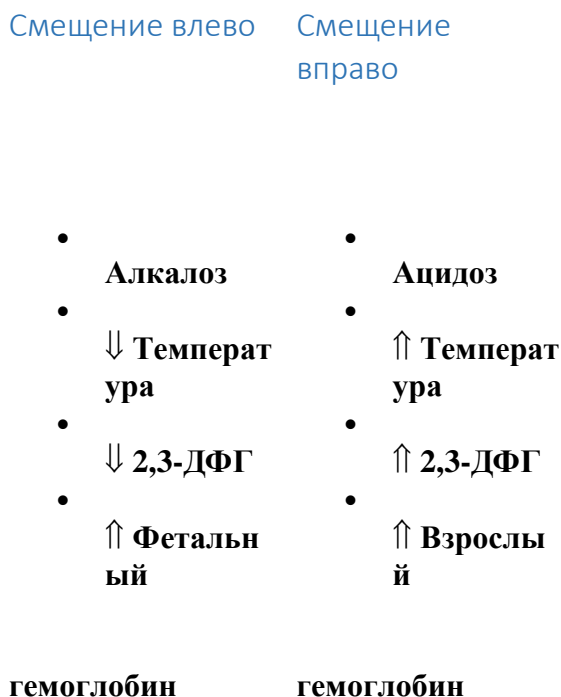 Смещение влево
Смещение
вправо
• 
Алкалоз
• 
⇓ Температ
ура
• 
⇓ 2,3-ДФГ
• 
⇑ Фетальн
ый
гемоглобин
• 
Ацидоз
• 
⇑ Температ
ура
• 
⇑ 2,3-ДФГ
• 
⇑ Взрослы
й
гемоглобин